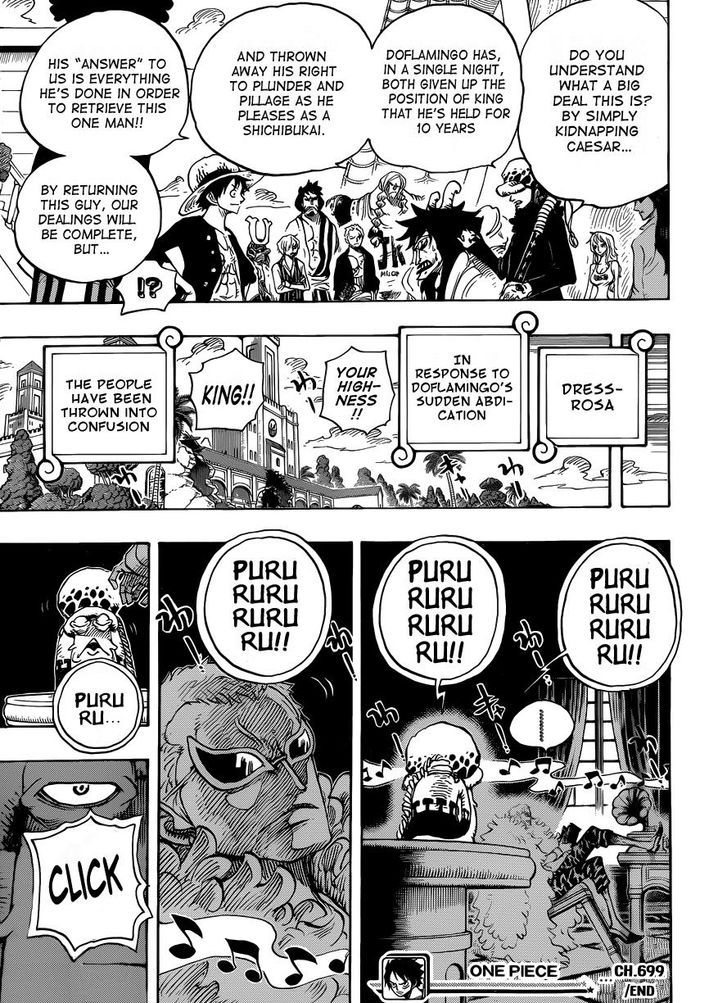 DO YOU
UNDERSTAND
WHAT A BIG
DEAL THIS IS?
BY SIMPLY
KIDNAPPING
CAESAR...
DOFLAMINGO HAS,
IN A SINGLE NIGHT,
BOTH GIVEN UP THE
POSITION OF KING
THAT HE'S HELD FOR
10 YEARS
AND THROWN
AWAY HIS RIGHT
TO PLUNDER AND
PILLAGE AS HE
PLEASES AS A
SHICHIBUKAI.
HIS "ANSWER" TO
US IS EVERYTHING
HE'S DONE IN ORDER
TO RETRIEVE THIS
ONE MAN!!
BY RETURNING
THIS GUY, OUR
DEALINGS WILL
BE COMPLETE,
BUT...
!?
DRESS-
ROSA
IN
RESPONSE TO
DOFLAMINGO'S
SUDDEN ABDI-
CATION
YOUR
HIGH-
NESS
!!
KING!!
THE PEOPLE
HAVE BEEN
THROWN INTO
CONFUSION
わ
わ
PURU
RURU
RURU
RU!!
PURU
RURU
RURU
RU!!
PURU
RURU
RURU
RU!!
PURU
RU...
CLICK
ONE PIECE
CH.699
/END